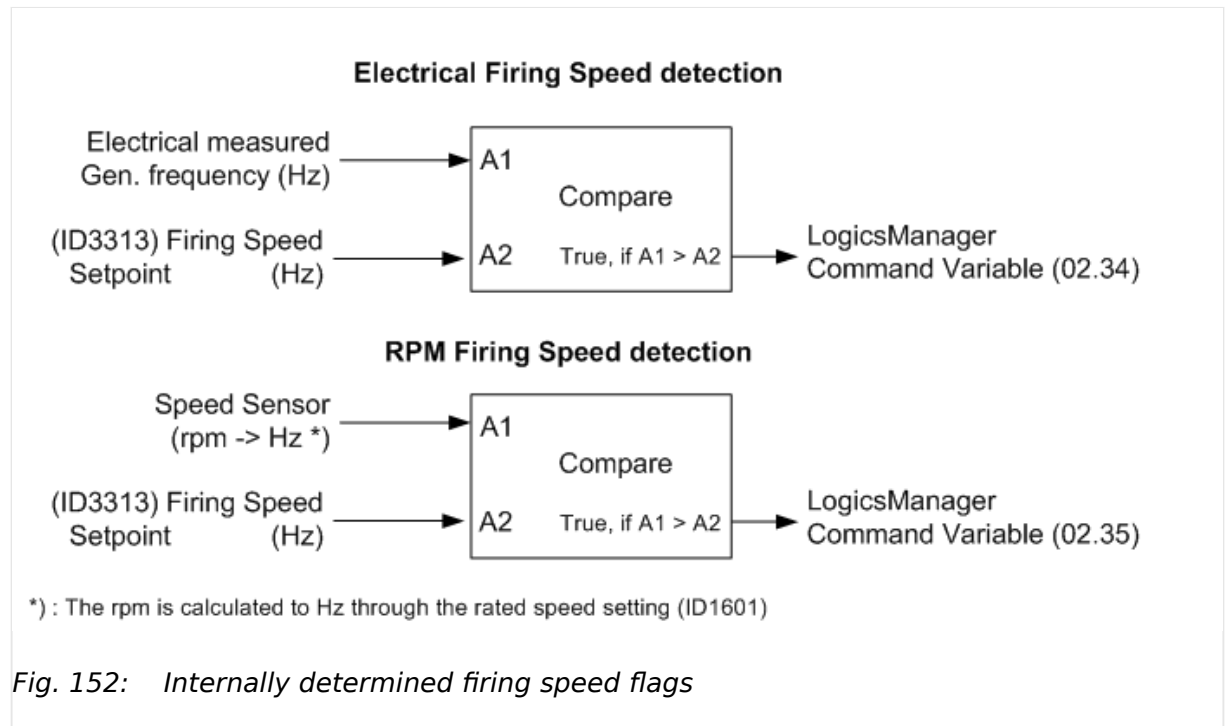 Electrical Firing Speed detection
Electrical measured
Gen. frequency (Hz)
A1
Compare
(ID3313) Firing Speed
Setpoint (Hz)
A2 True, if A1 > A2
LogicsManager
Command Variable (02.34)
RPM Firing Speed detection
Speed Sensor
(rpm -> Hz *)
A1
Compare
(ID3313) Firing Speed
Setpoint (Hz)
A2 True, if A1 > A2
LogicsManager
Command Variable (02.35)
*) : The rpm is calculated to Hz through the rated speed setting (ID1601)
Fig. 152: Internally determined firing speed flags